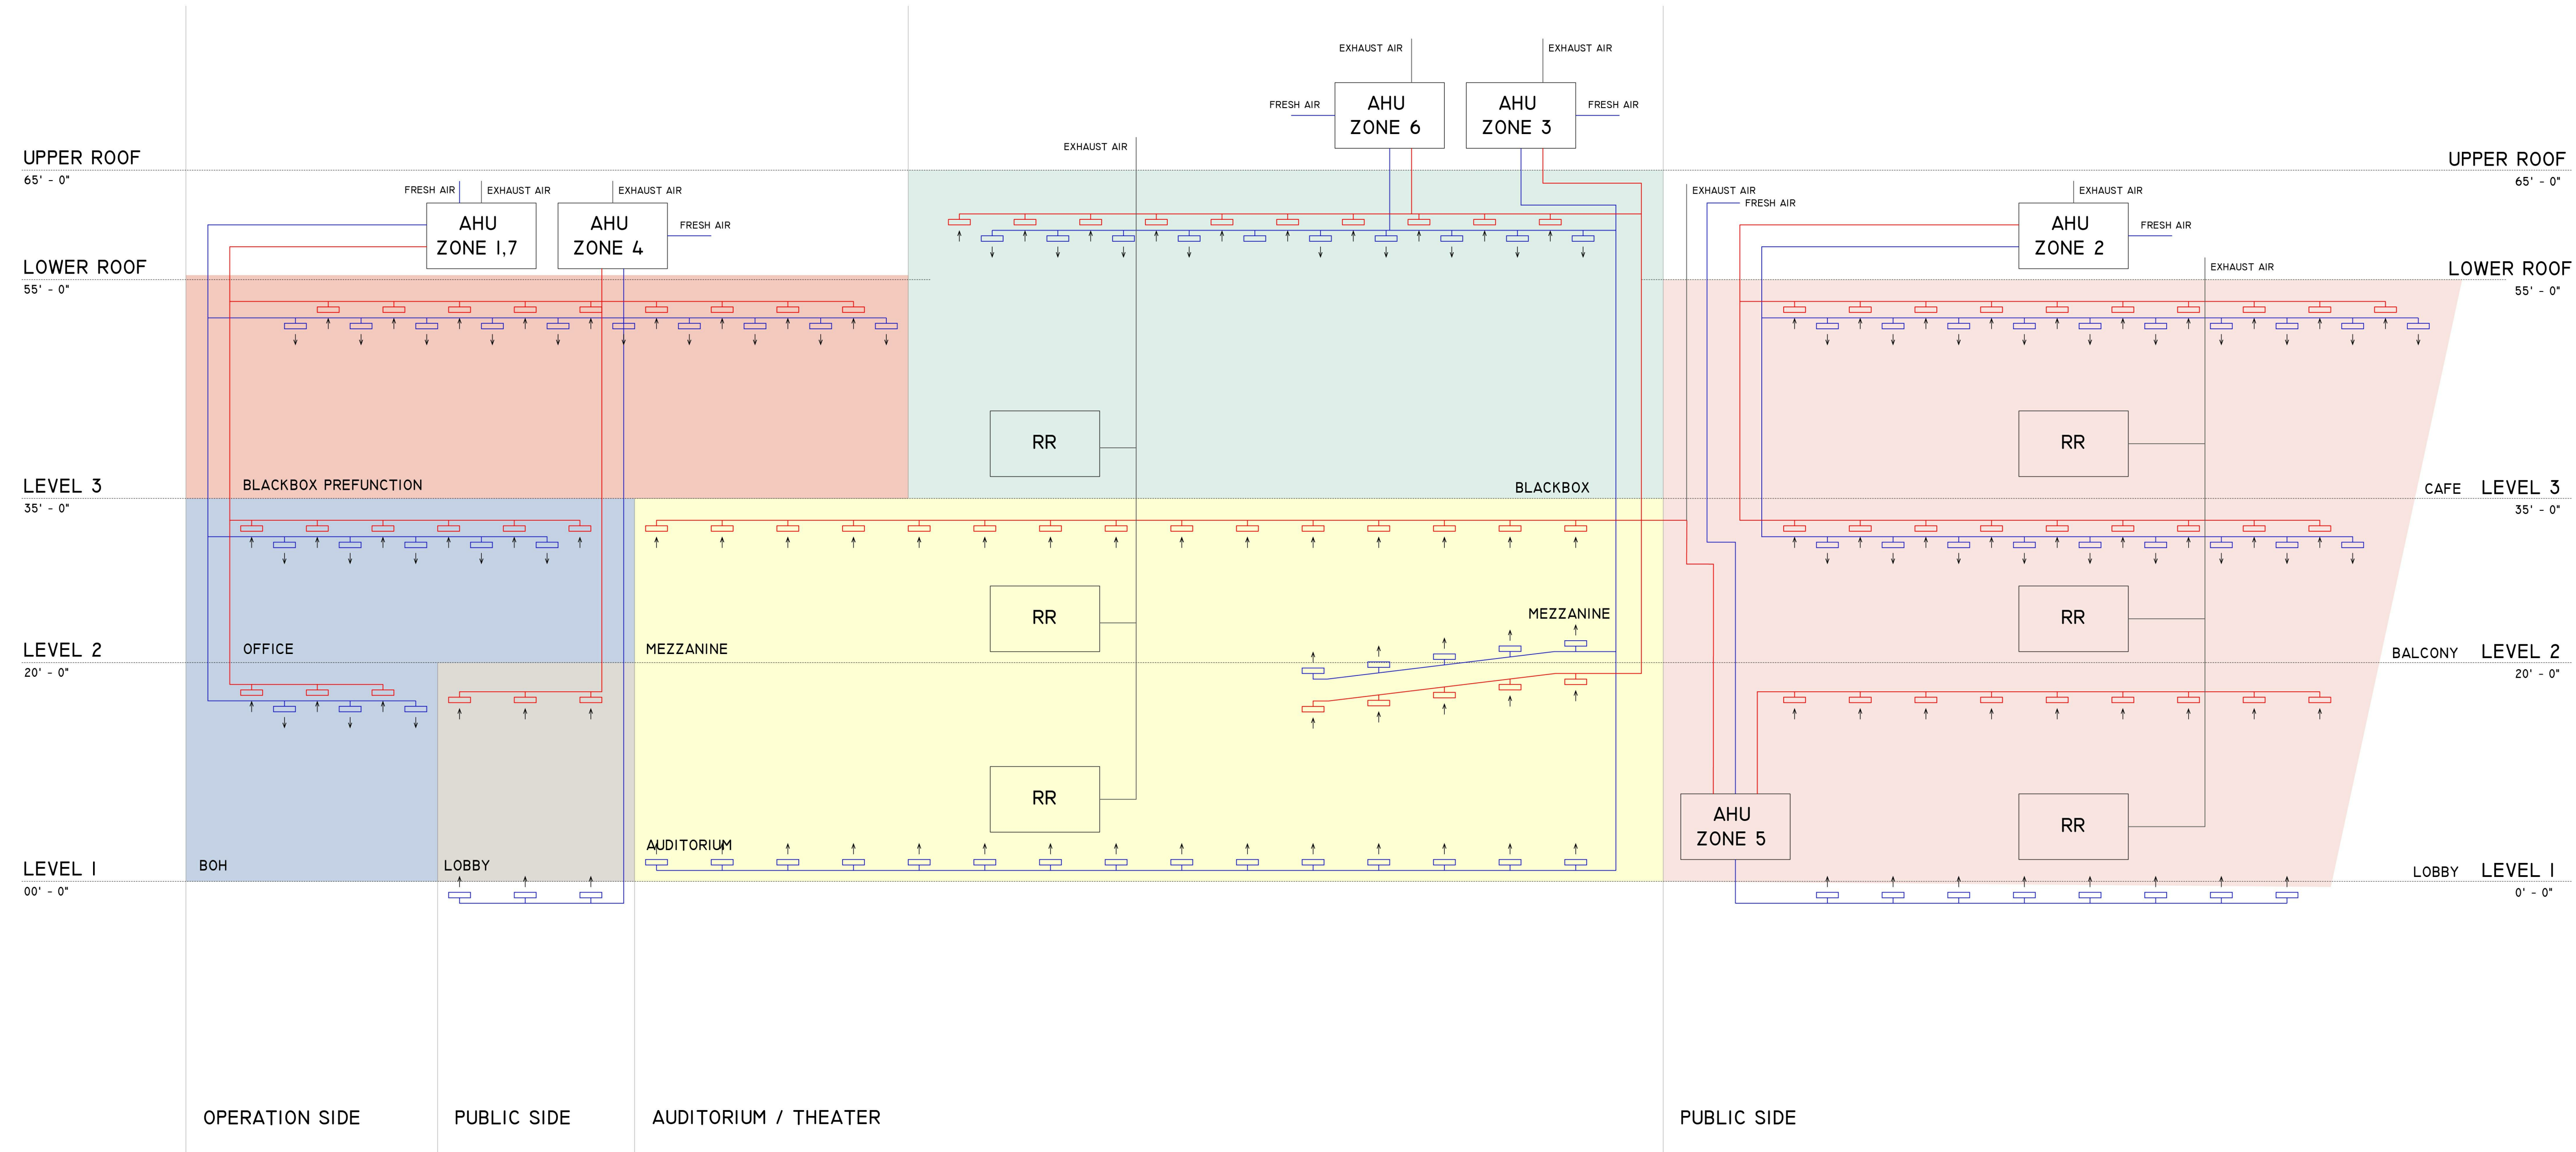 EXHAUST AIR
EXHAUST AIR
FRESH AIR
AHU
ZONE 6
AHU
ZONE 3
FRESH AIR
EXHAUST AIR
UPPER ROOF
65' - 0"
UPPER ROOF
65' - 0"
FRESH AIR
EXHAUST AIR
EXHAUST AIR
EXHAUST AIR
FRESH AIR
EXHAUST AIR
AHU
ZONE 1,7
AHU
ZONE 4
FRESH AIR
AHU
ZONE 2
FRESH AIR
LOWER ROOF
55' - 0"
EXHAUST AIR
LOWER ROOF
55' - 0"
RR
RR
LEVEL 3
35' - 0"
BLACKBOX PREFUNCTION
BLACKBOX
CAFE
LEVEL 3
35' - 0"
RR
MEZZANINE
RR
LEVEL 2
20' - 0"
OFFICE
MEZZANINE
BALCONY
LEVEL 2
20' - 0"
RR
AHU
ZONE 5
RR
AUDITORIUM
LEVEL 1
00' - 0"
BOH
LOBBY
LOBBY
LEVEL 1
0' - 0"
OPERATION SIDE
PUBLIC SIDE
AUDITORIUM / THEATER
PUBLIC SIDE